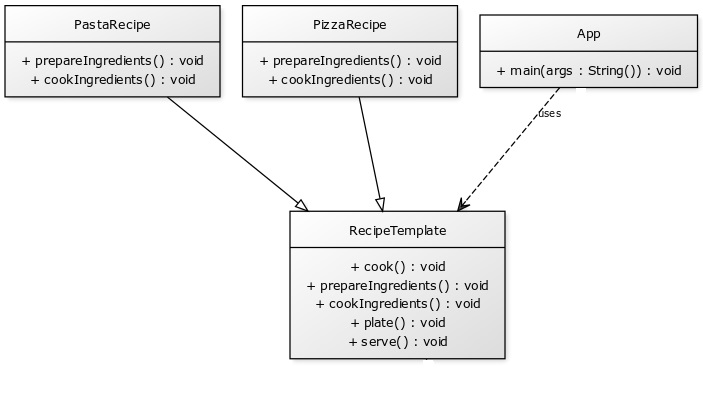 PastaRecipe
+ prepareIngredients() : void
+ cookIngredients() : void
PizzaRecipe
+ prepareIngredients() : void
+ cookIngredients() : void
App
+ main(args : String()) : void
uses
RecipeTemplate
+ cook() : void
+ prepareIngredients() : void
+ cookIngredients() : void
+ plate() : void
+ serve() : void